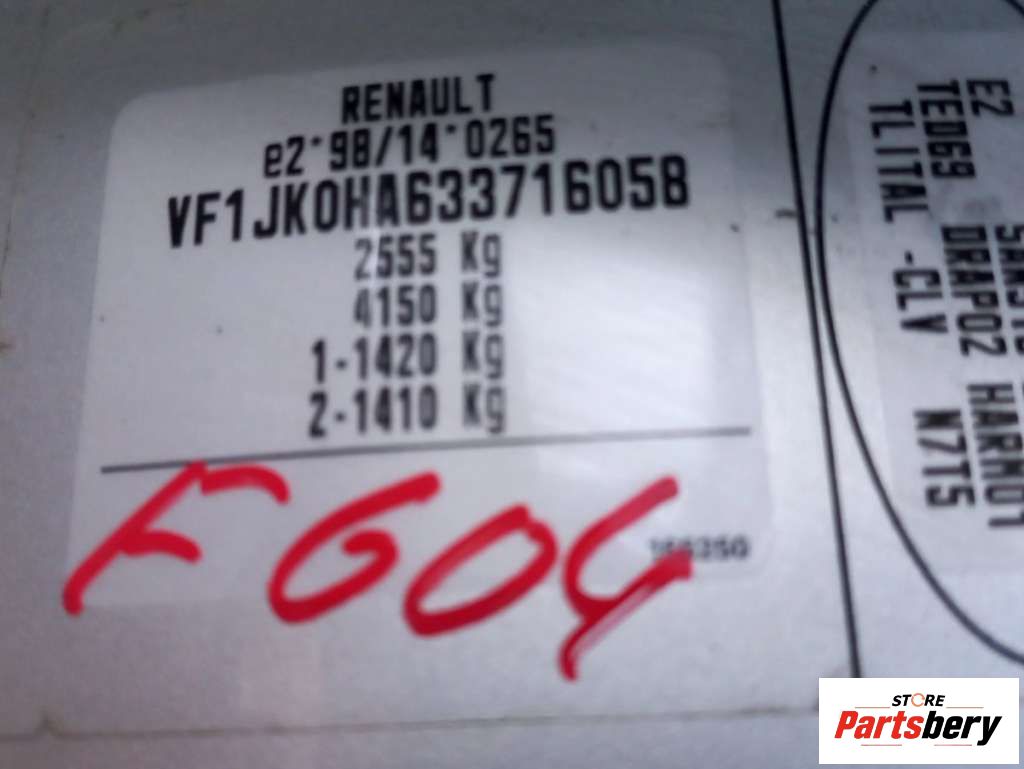 RENAULT
e2*98/14*0265
VF1JK0HA633716058
2555 Kg
4150 Kg
1-1420 Kg
2-1410 Kg
F604
E2
TED69 DRAP02 HARM01
TLITAL -CLV N7T5
STORE
Partsbery